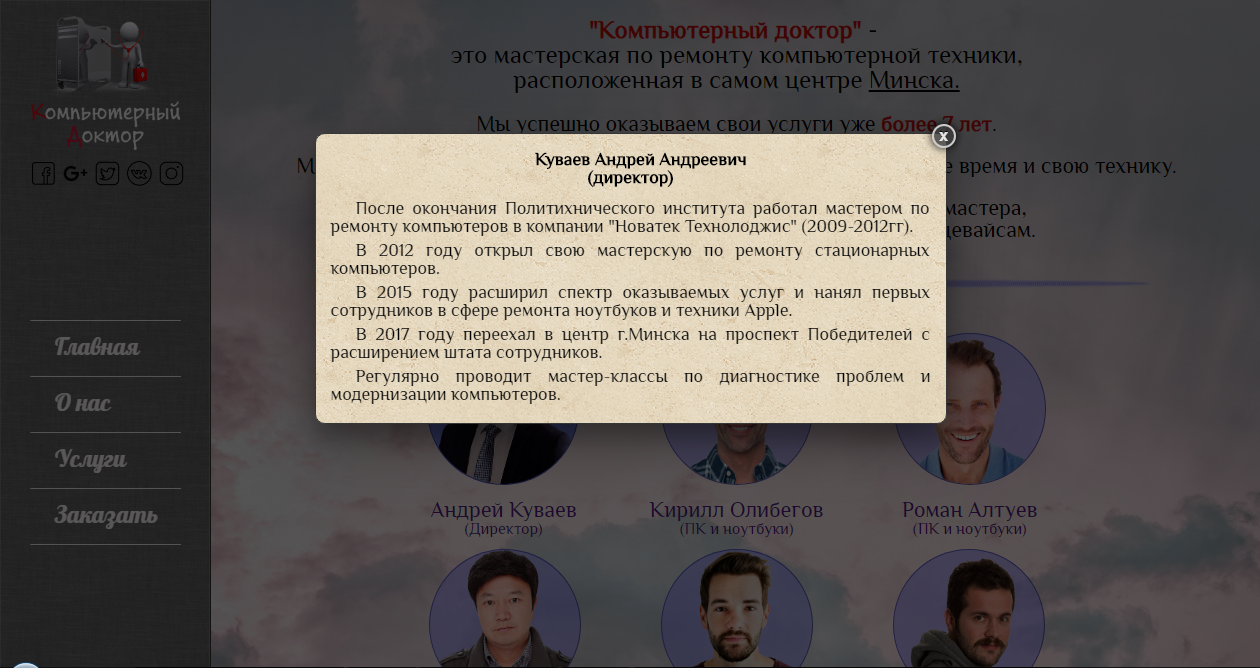 Компьютерный
Доктор
Главная
О нас
Услуги
Заказать
"Компьютерный доктор" -
это мастерская по ремонту компьютерной техники,
расположенная в самом центре Минска.
Мы успешно оказываем свои услуги уже более 7 лет.
время и свою технику.
мастера,
девайсам.
x
Куваев Андрей Андреевич
(директор)
После окончания Политихнического института работал мастером по
ремонту компьютеров в компании "Новатек Технолоджис" (2009-2012гг).
В 2012 году открыл свою мастерскую по ремонту стационарных
компьютеров.
В 2015 году расширил спектр оказываемых услуг и нанял первых
сотрудников в сфере ремонта ноутбуков и техники Apple.
В 2017 году переехал в центр г.Минска на проспект Победителей с
расширением штата сотрудников.
Регулярно проводит мастер-классы по диагностике проблем и
модернизации компьютеров.
Андрей Куваев
(Директор)
Кирилл Олибегов
(ПК и ноутбуки)
Роман Алтуев
(ПК и ноутбуки)